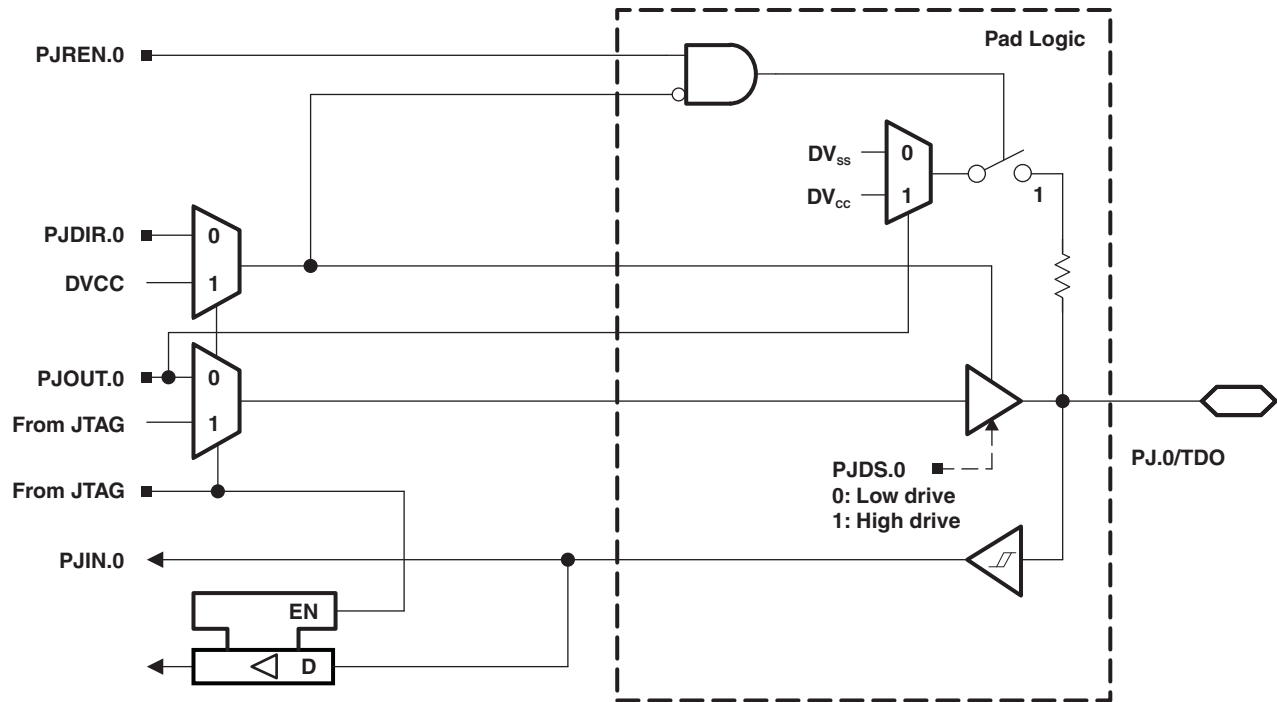 Pad Logic
PJREN.0
DVss
0
DVcc
1
1
PJDIR.0
0
DVCC
1
PJOUT.0
0
From JTAG
1
PJDS.0
0: Low drive
1: High drive
PJ.0/TDO
From JTAG
PJIN.0
EN
D